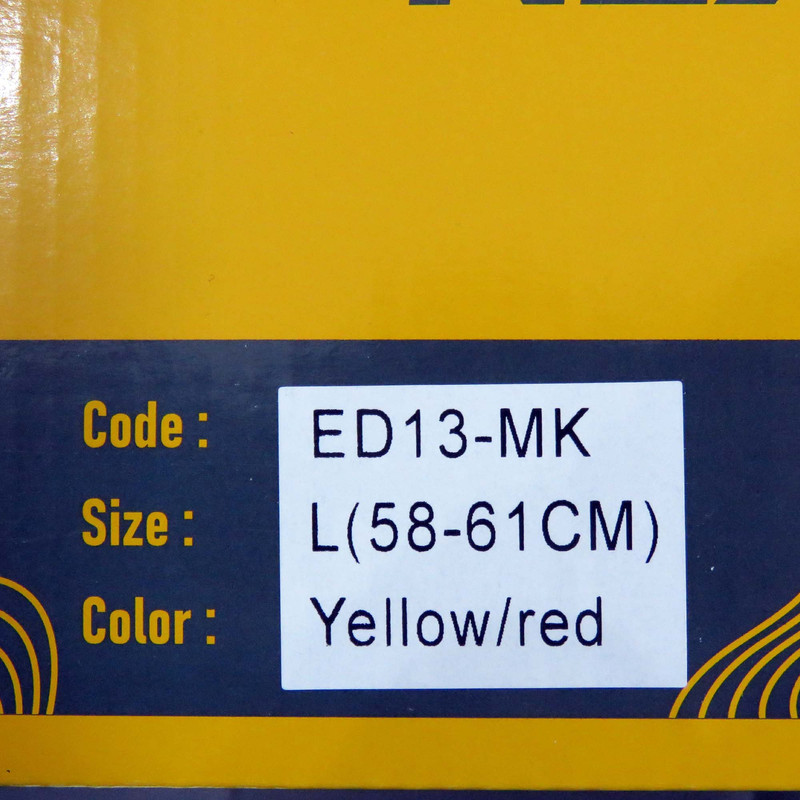 Code : ED13-MK
Size : L(58-61CM)
Color : Yellow/red